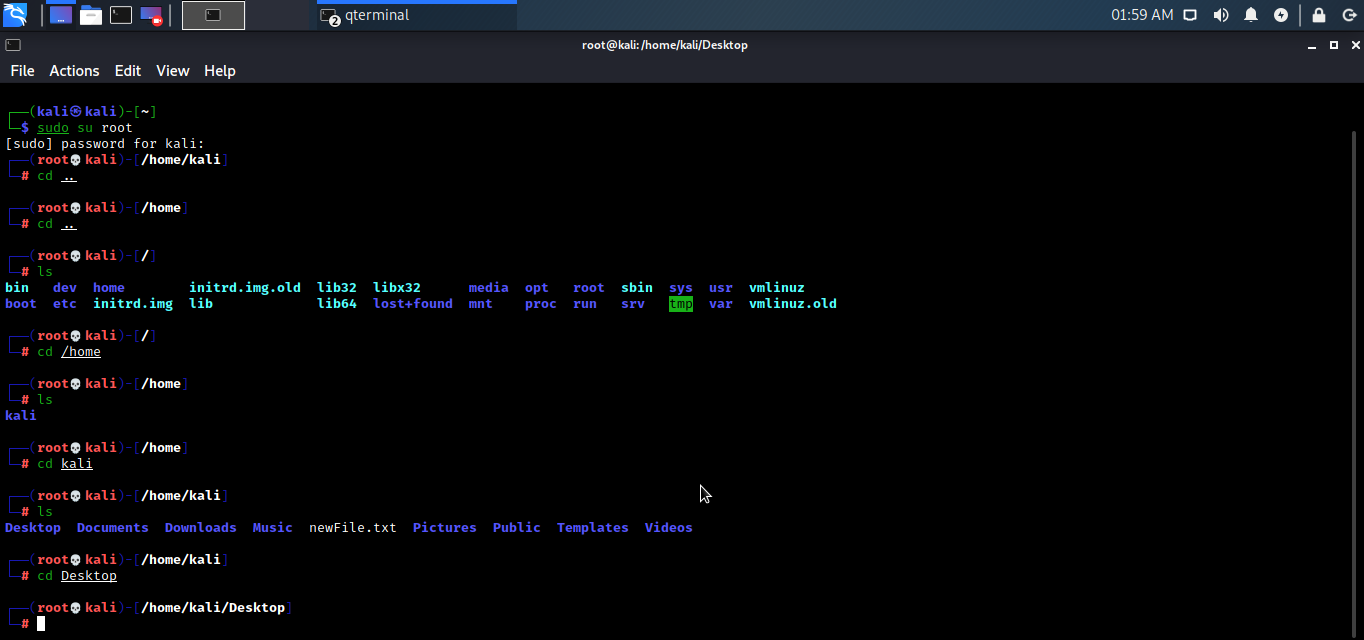 qterminal
2
01:59 AM
root@kali:/home/kali/Desktop
File Actions Edit View Help
┌──(kali㉿kali)-[~]
└─$ sudo su root
[sudo] password for kali:
┌──(root💀kali)-[/home/kali]
└─# cd ..
┌──(root💀kali)-[/home]
└─# cd ..
┌──(root💀kali)-[/]
└─# ls
bin dev home initrd.img.old lib32 libx32 media opt root sbin sys usr vmlinuz
boot etc initrd.img lib lib64 lost+found mnt proc run srv tmp var vmlinuz.old
┌──(root💀kali)-[/]
└─# cd /home
┌──(root💀kali)-[/home]
└─# ls
kali
┌──(root💀kali)-[/home]
└─# cd kali
┌──(root💀kali)-[/home/kali]
└─# ls
Desktop Documents Downloads Music newFile.txt Pictures Public Templates Videos
┌──(root💀kali)-[/home/kali]
└─# cd Desktop
┌──(root💀kali)-[/home/kali/Desktop]
└─#